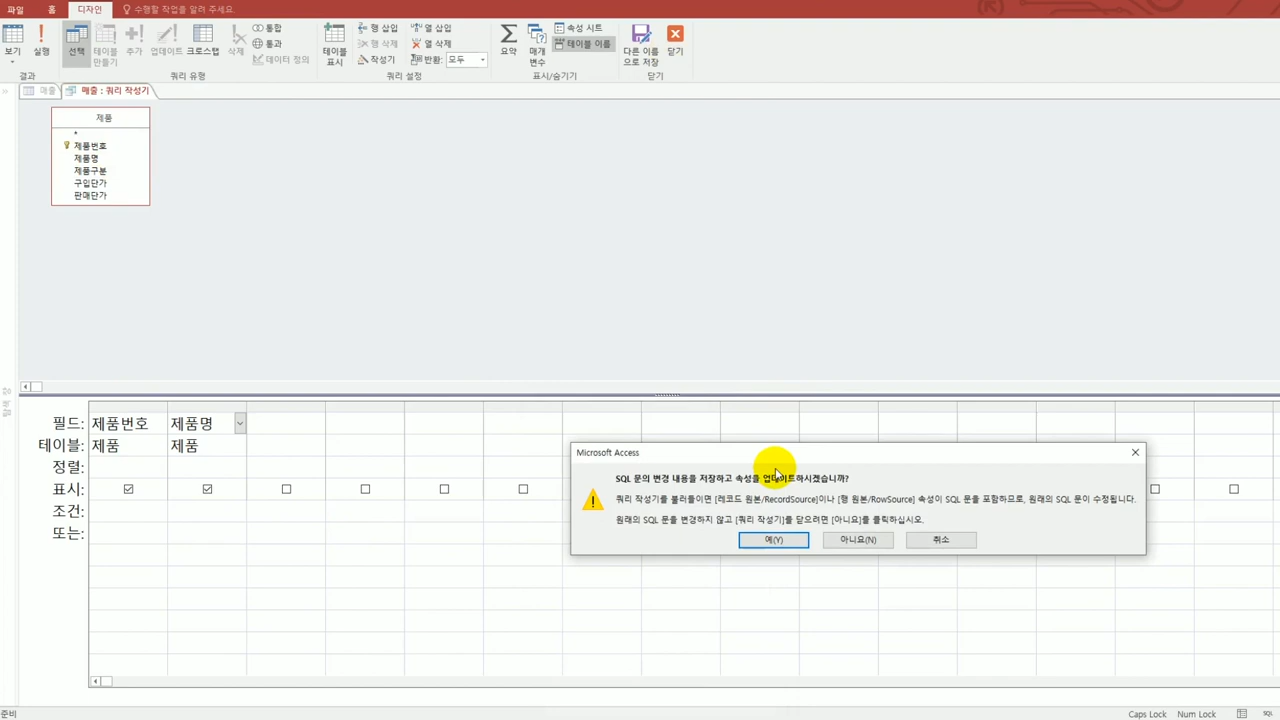 파일 홈 디자인 수행할 작업을 알려 주세요.
보기 실행 선택 테이블 만들기 추가 업데이트 크로스탭 삭제 통합 통과 데이터 정의
테이블 표시 행 삽입 행 삭제 작성기 열 삽입 열 삭제 반환: 모두
요약 매개 변수 속성 시트 테이블 이름 다른 이름으로 저장 닫기
결과 쿼리 유형 쿼리 설정 표시/숨기기 닫기
매출 매출 : 쿼리 작성기
제품
*
제품번호
제품명
제품구분
구입단가
판매단가
탐색 창
필드: 제품번호 제품명
테이블: 제품 제품
정렬:
표시:
조건:
또는:
Microsoft Access
SQL 문의 변경 내용을 저장하고 속성을 업데이트하시겠습니까?
쿼리 작성기를 불러들이면 [레코드 원본/RecordSource]이나 [행 원본/RowSource] 속성이 SQL 문을 포함하므로, 원래의 SQL 문이 수정됩니다.
원래의 SQL 문을 변경하지 않고 [쿼리 작성기]를 닫으려면 [아니요]를 클릭하십시오.
예(Y) 아니요(N) 취소
준비 Caps Lock Num Lock SQL